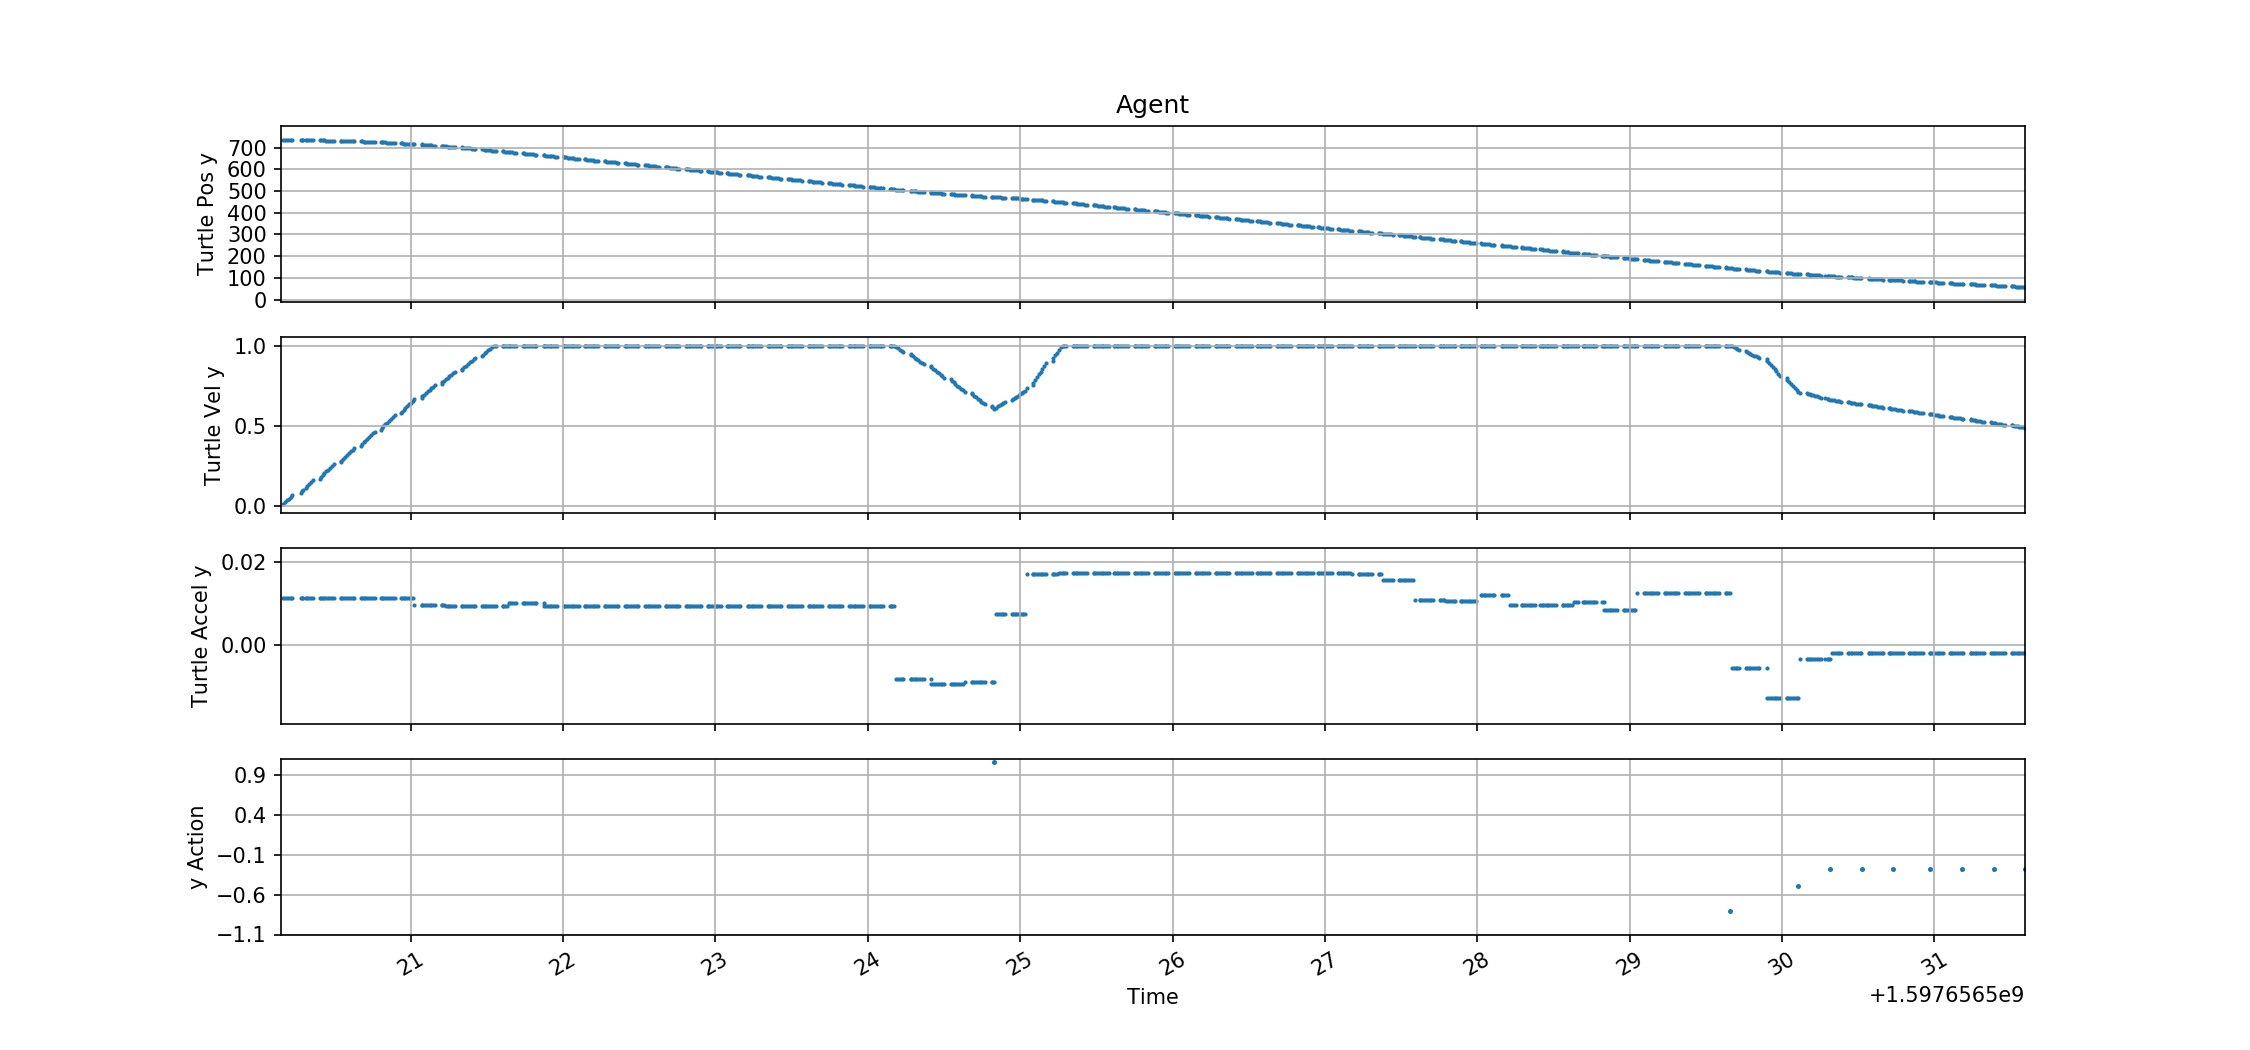 Agent
Turtle Pos y
700
600
500
400
300
200
100
0
Turtle Vel y
1.0
0.5
0.0
Turtle Accel y
0.02
0.00
y Action
0.9
0.4
−0.1
−0.6
−1.1
21 22 23 24 25 26 27 28 29 30 31
Time
+1.5976565e9